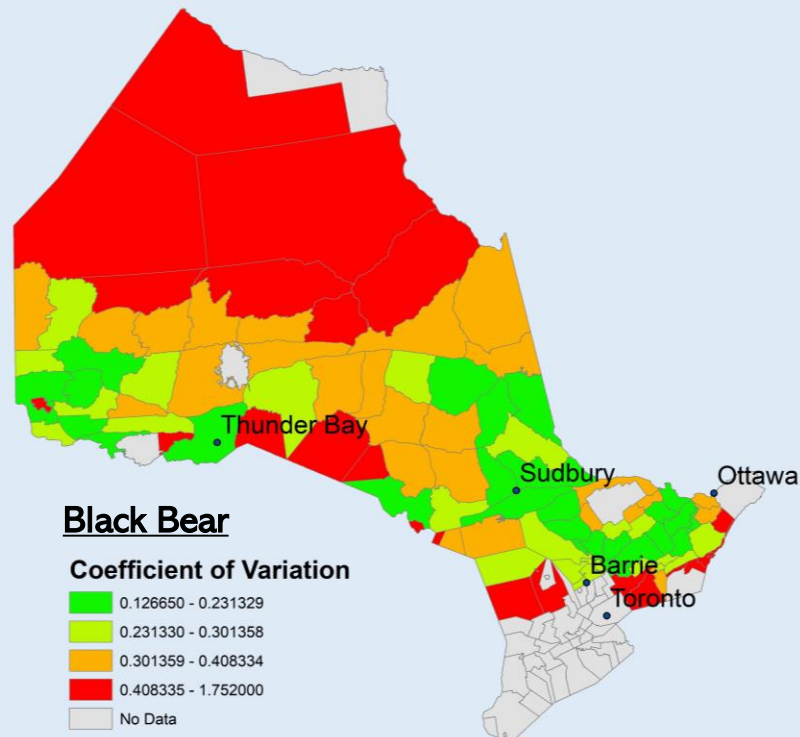 Thunder Bay
Sudbury
Ottawa
Barrie
Toronto
Black Bear
Coefficient of Variation
0.126650 - 0.231329
0.231330 - 0.301358
0.301359 - 0.408334
0.408335 - 1.752000
No Data